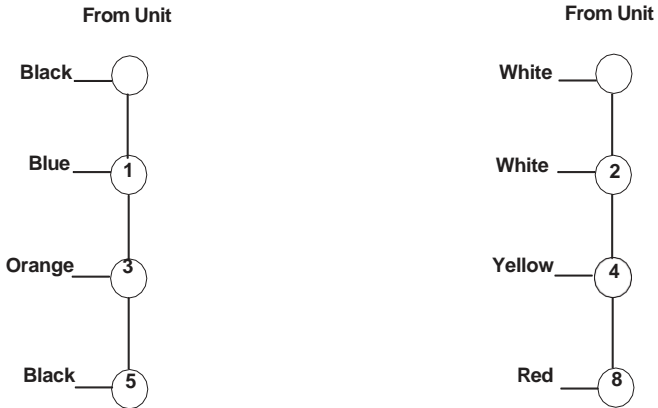 From Unit
Black
Blue 1
Orange 3
Black 5
From Unit
White
White 2
Yellow 4
Red 8